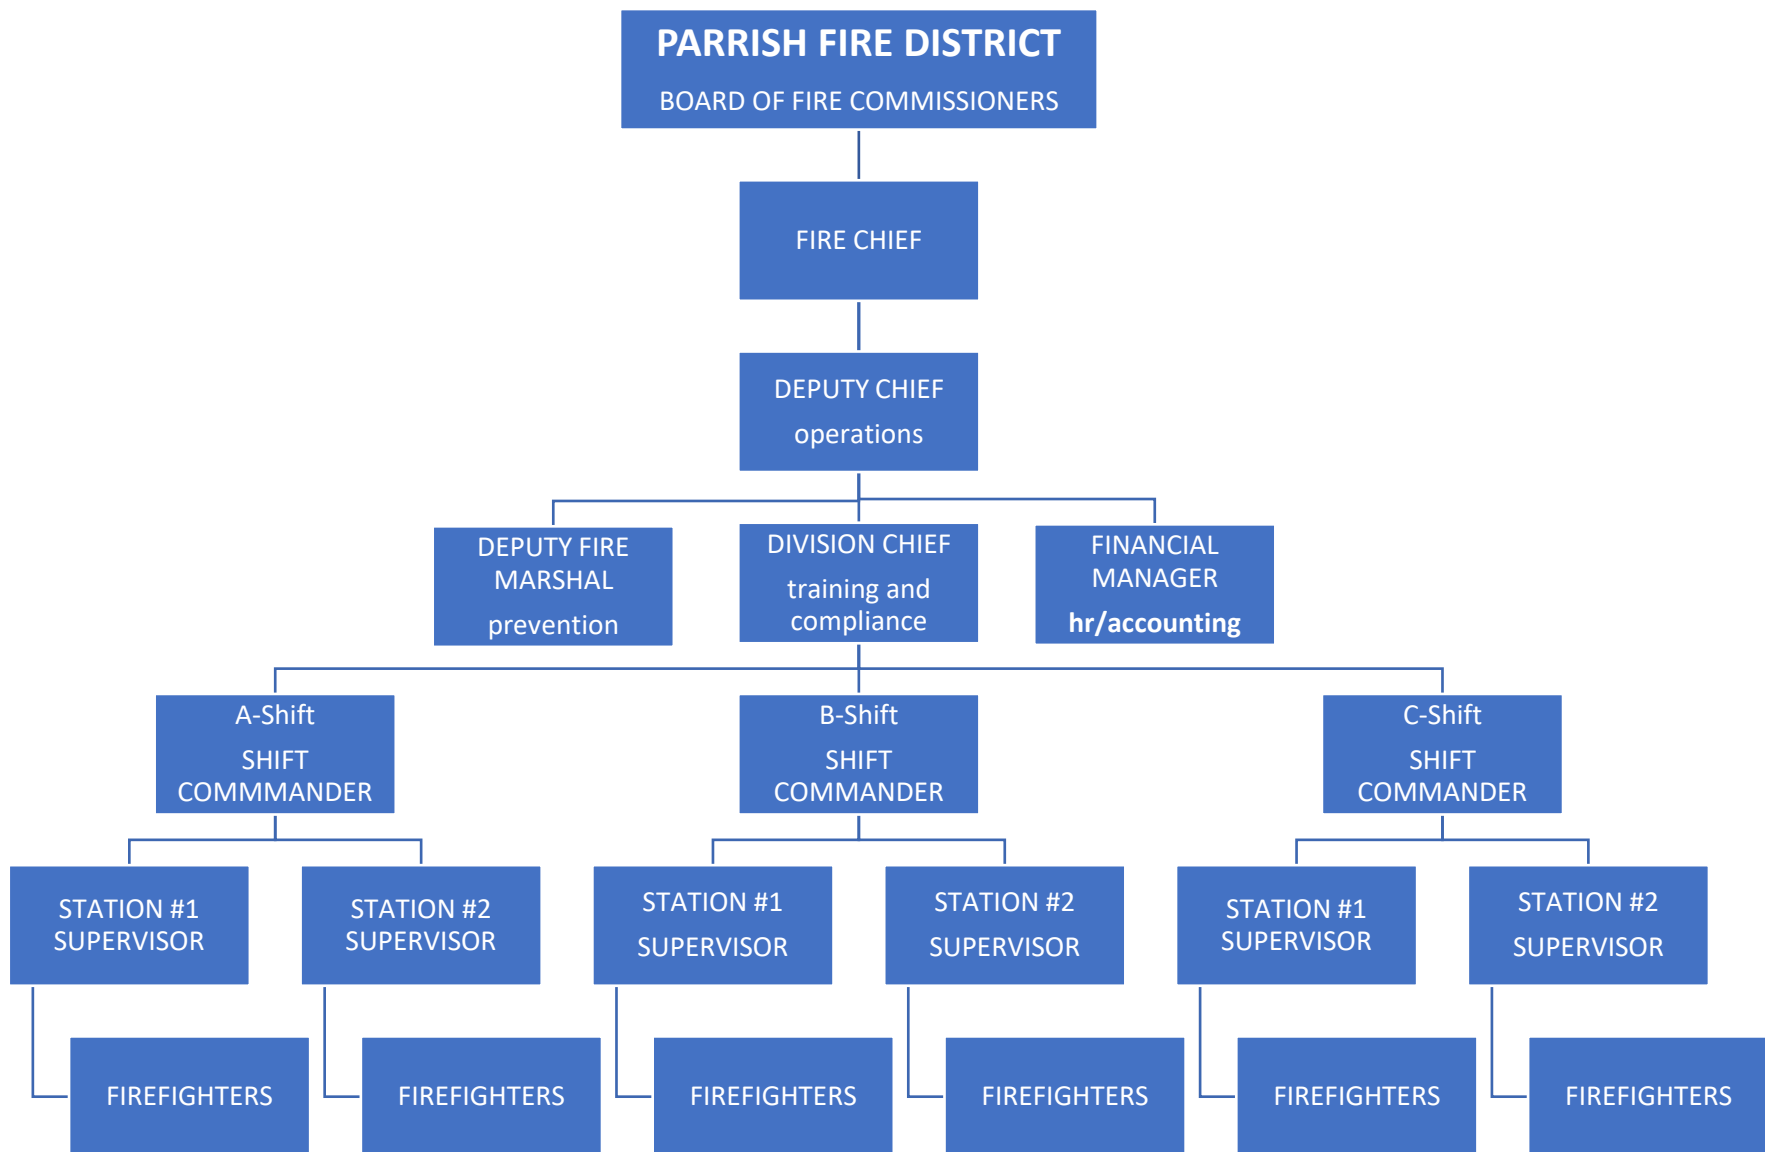 PARRISH FIRE DISTRICT
BOARD OF FIRE COMMISSIONERS
FIRE CHIEF
DEPUTY CHIEF
operations
DEPUTY FIRE
MARSHAL
prevention
DIVISION CHIEF
training and
compliance
FINANCIAL
MANAGER
hr/accounting
A-Shift
SHIFT
COMMMANDER
B-Shift
SHIFT
COMMANDER
C-Shift
SHIFT
COMMANDER
STATION #1
SUPERVISOR
STATION #2
SUPERVISOR
STATION #1
SUPERVISOR
STATION #2
SUPERVISOR
STATION #1
SUPERVISOR
STATION #2
SUPERVISOR
FIREFIGHTERS
FIREFIGHTERS
FIREFIGHTERS
FIREFIGHTERS
FIREFIGHTERS
FIREFIGHTERS